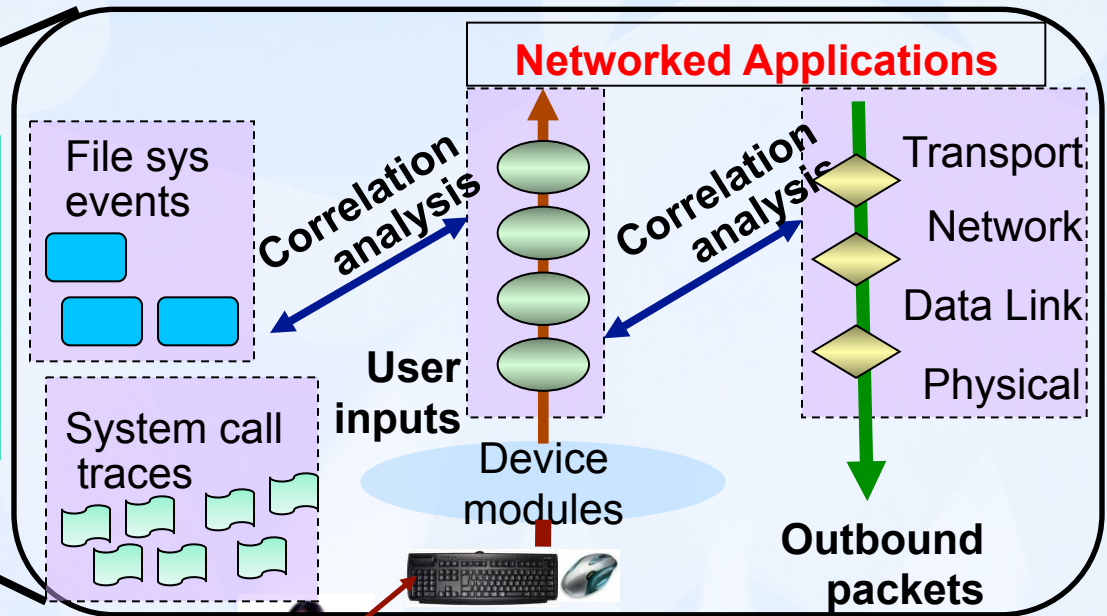 Networked Applications
File sys
events
Correlation
analysis
Correlation
analysis
Transport
Network
Data Link
Physical
User
inputs
System call
traces
Device
modules
Outbound
packets